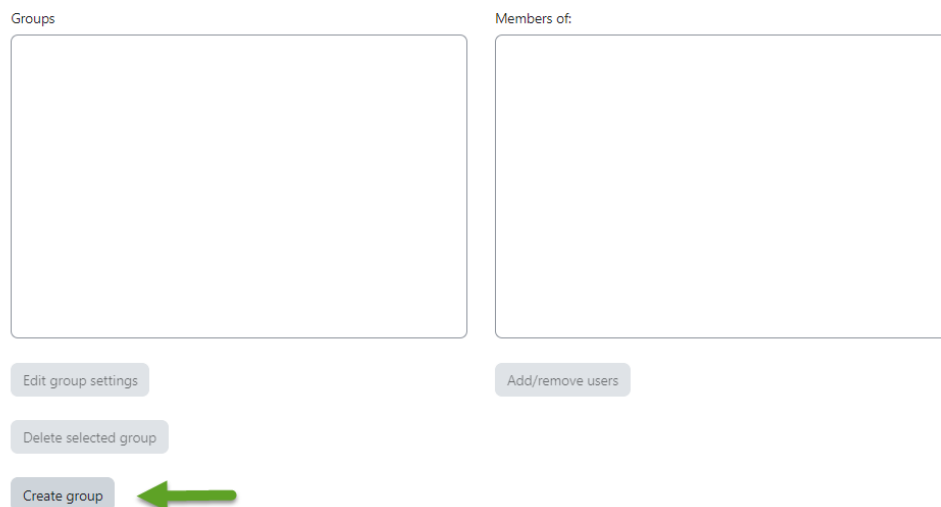 Groups
Members of:
Edit group settings
Add/remove users
Delete selected group
Create group